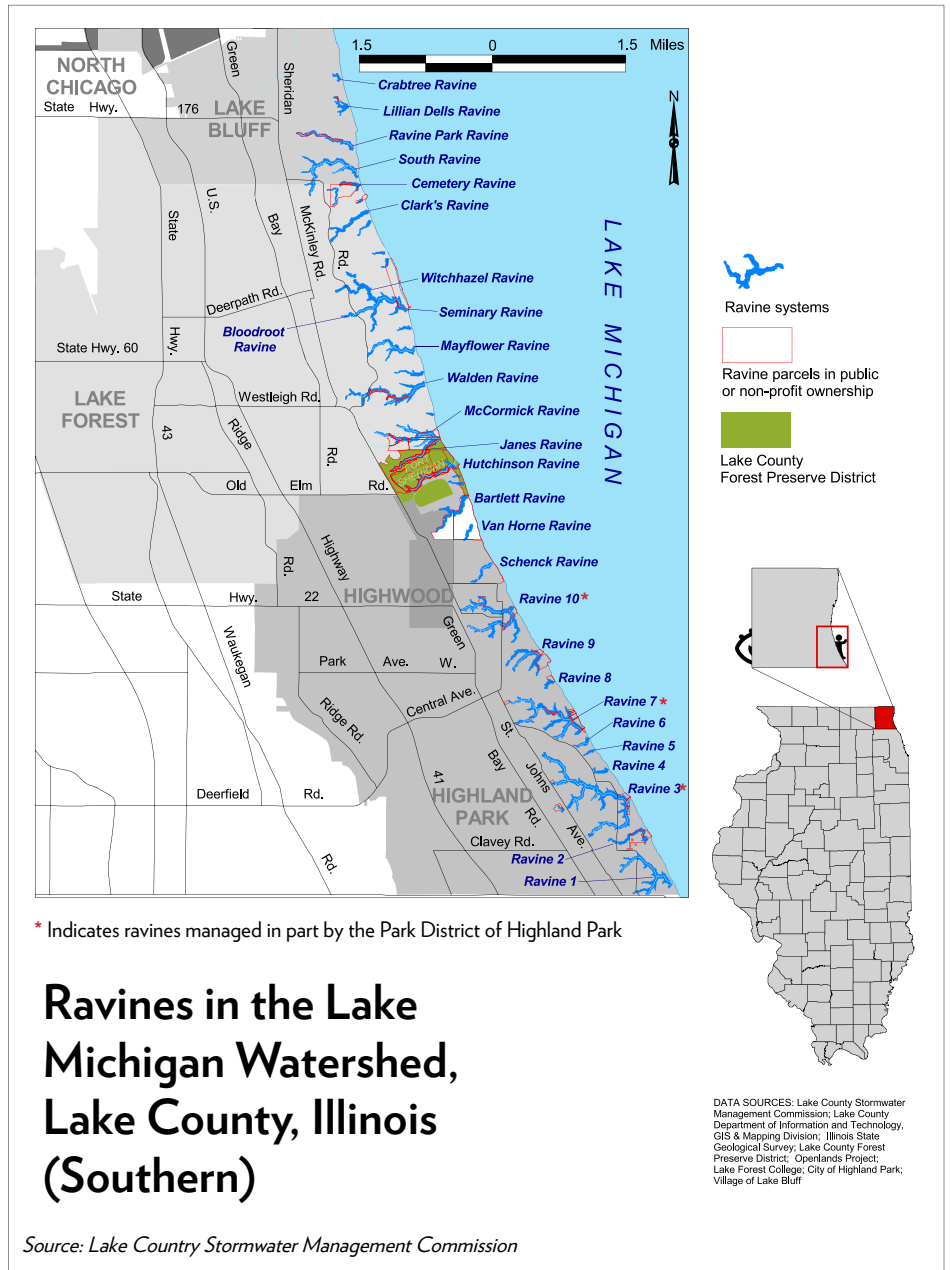 1.5 0 1.5 Miles
NORTH
CHICAGO
State Hwy. 176
LAKE
BLUFF
Green
Sheridan
Crabtree Ravine
Lillian Dells Ravine
Ravine Park Ravine
South Ravine
Cemetery Ravine
Clark's Ravine
N
LAKE MICHIGAN
State
U.S.
Bay
McKinley Rd.
Rd.
Witchhazel Ravine
Deerpath Rd.
Seminary Ravine
Bloodroot
Ravine
Mayflower Ravine
State Hwy. 60
Hwy.
Walden Ravine
Westleigh Rd.
LAKE
FOREST
McCormick Ravine
43
Ridge
Rd.
Janes Ravine
FORT
SHERIDAN
Hutchinson Ravine
Old Elm Rd.
Bartlett Ravine
Van Horne Ravine
Highway
Rd.
Schenck Ravine
State Hwy. 22
HIGHWOOD
Ravine 10*
Waukegan
Green
Ravine 9
Park Ave. W.
Ravine 8
Central Ave.
Ridge Rd.
Ravine 7 *
St.
Ravine 6
Bay
Johns
Ravine 5
41
Ravine 4
Deerfield Rd.
HIGHLAND
PARK
Ravine 3*
Rd.
Ave.
Clavey Rd.
Ravine 2
Rd.
Ravine 1
Ravine systems
Ravine parcels in public
or non-profit ownership
Lake County
Forest Preserve District
* Indicates ravines managed in part by the Park District of Highland Park
Ravines in the Lake
Michigan Watershed,
Lake County, Illinois
(Southern)
DATA SOURCES: Lake County Stormwater
Management Commission; Lake County
Department of Information and Technology,
GIS & Mapping Division; Illinois State
Geological Survey; Lake County Forest
Preserve District; Openlands Project;
Lake Forest College; City of Highland Park;
Village of Lake Bluff
Source: Lake Country Stormwater Management Commission